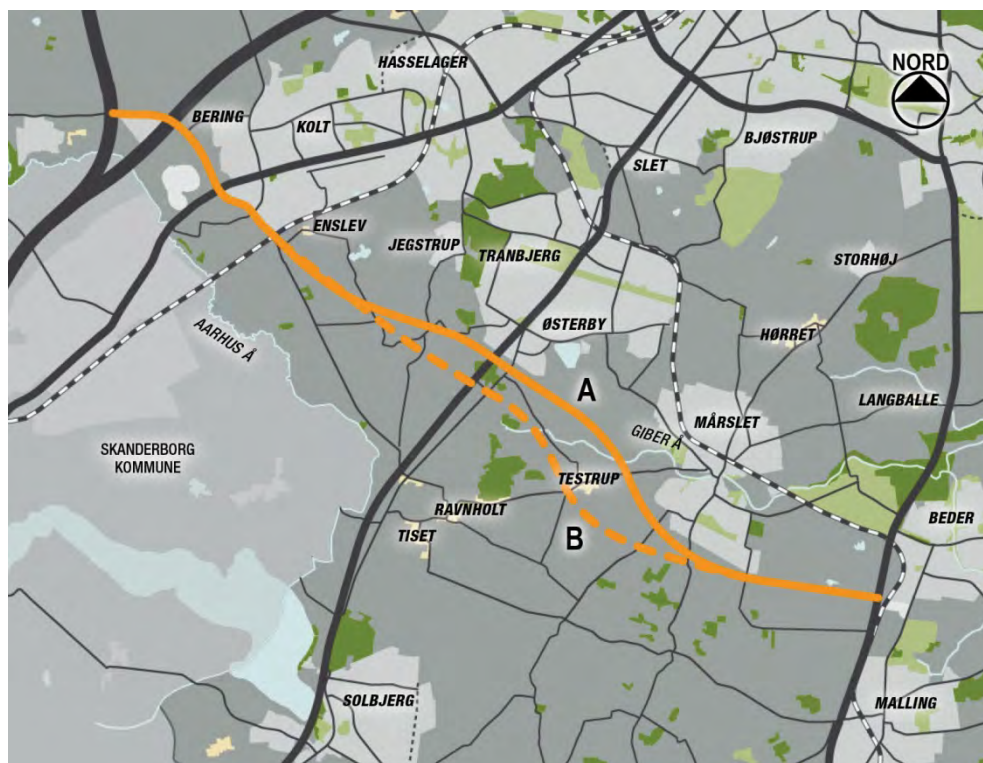 HASSELAGER
NORD
BERING
KOLT
BJØSTRUP
SLET
ENSLEV
JEGSTRUP
TRANBJERG
STORHØJ
AARHUS Å
ØSTERBY
HØRRET
A
LANGBALLE
MÅRSLET
GIBER Å
SKANDERBORG
KOMMUNE
TESTRUP
RAVNHOLT
BEDER
TISET
B
SOLBJERG
MALLING